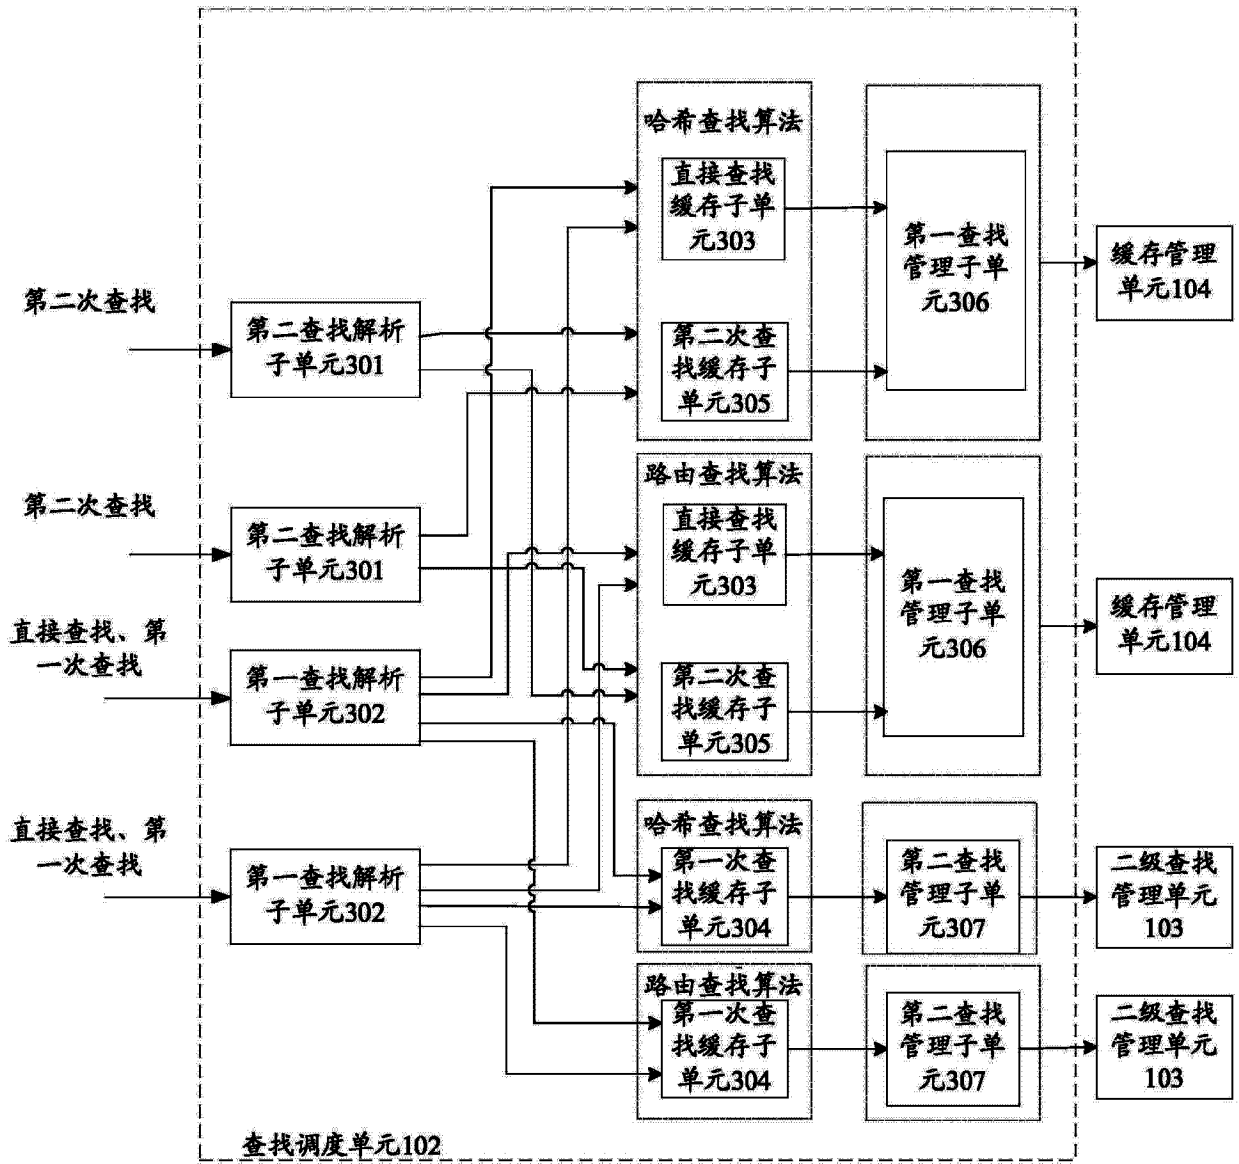 哈希查找算法
直接查找
缓存子单
元303
第一查找
管理子单
元306
缓存管理
单元104
第二次查找
第二查找解析
子单元301
第二次查
找缓存子
单元305
第二次查找
第二查找解析
子单元301
路由查找算法
直接查找
缓存子单
元303
第一查找
管理子单
元306
缓存管理
单元104
直接查找、第
一次查找
第一查找解析
子单元302
第二次查
找缓存子
单元305
直接查找、第
一次查找
第一查找解析
子单元302
哈希查找算法
第一次查
找缓存子
单元304
第二查找
管理子单
元307
二级查找
管理单元
103
路由查找算法
第一次查
找缓存子
单元304
第二查找
管理子单
元307
二级查找
管理单元
103
查找调度单元102